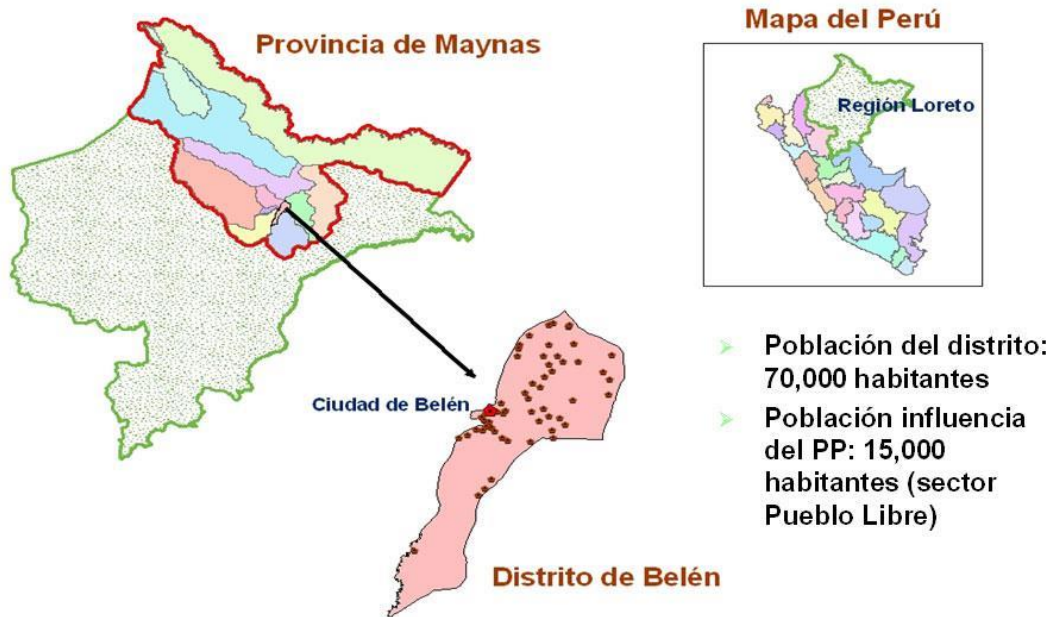 Provincia de Maynas
Mapa del Perú
Región Loreto
Ciudad de Belén
Distrito de Belén
Población del distrito:
70,000 habitantes
Población influencia
del PP: 15,000
habitantes (sector
Pueblo Libre)